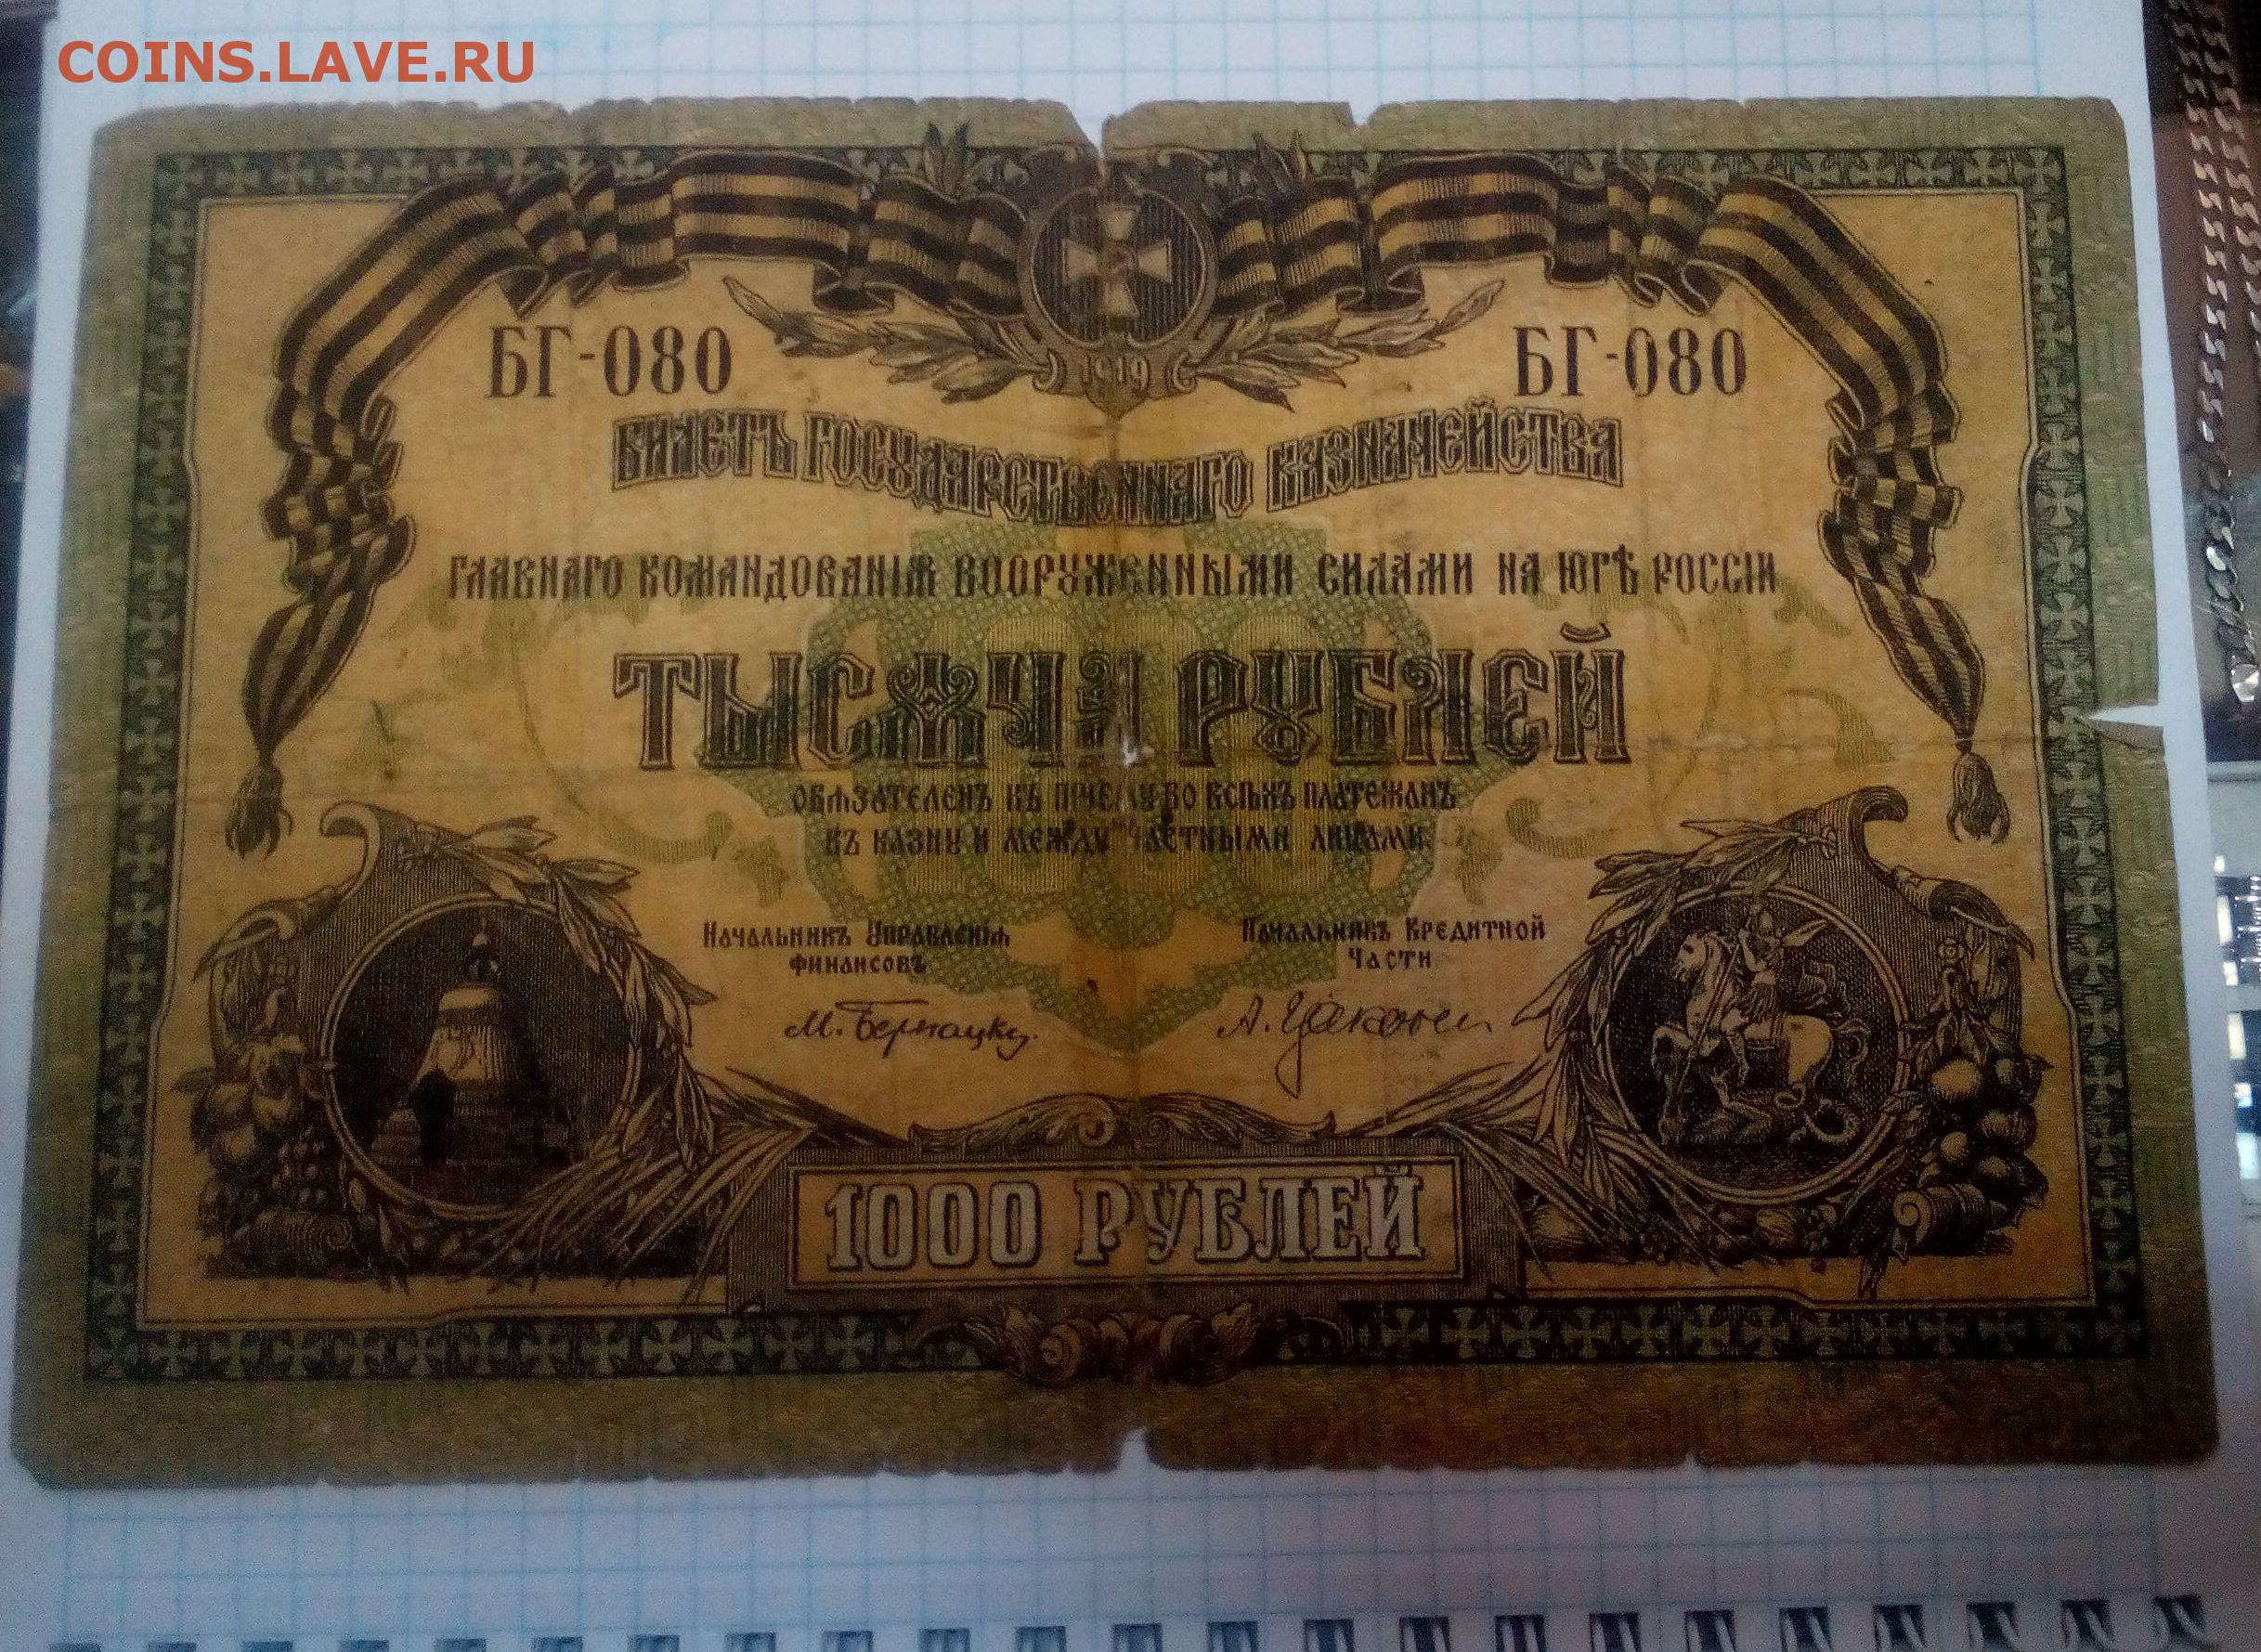 COINS.LAVE.RU
БГ-080 БГ-080
1919
БИЛЕТЪ ГОСУДАРСТВЕННАГО КАЗНАЧЕЙСТВА
ГЛАВНАГО КОМАНДОВАНІЯ ВООРУЖЕННЫМИ СИЛАМИ НА ЮГѢ РОССІИ
ТЫСЯЧА РУБЛЕЙ
ОБЯЗАТЕЛЕНЪ КЪ ПРІЕМУ ВО ВСѢХЪ ПЛАТЕЖАХЪ
ВЪ КАЗНУ И МЕЖДУ ЧАСТНЫМИ ЛИЦАМИ
НАЧАЛЬНИКЪ УПРАВЛЕНІЯ НАЧАЛЬНИКЪ КРЕДИТНОЙ
ФИНАНСОВЪ ЧАСТИ
М. Бернацкий. А.
1000 РУБЛЕЙ